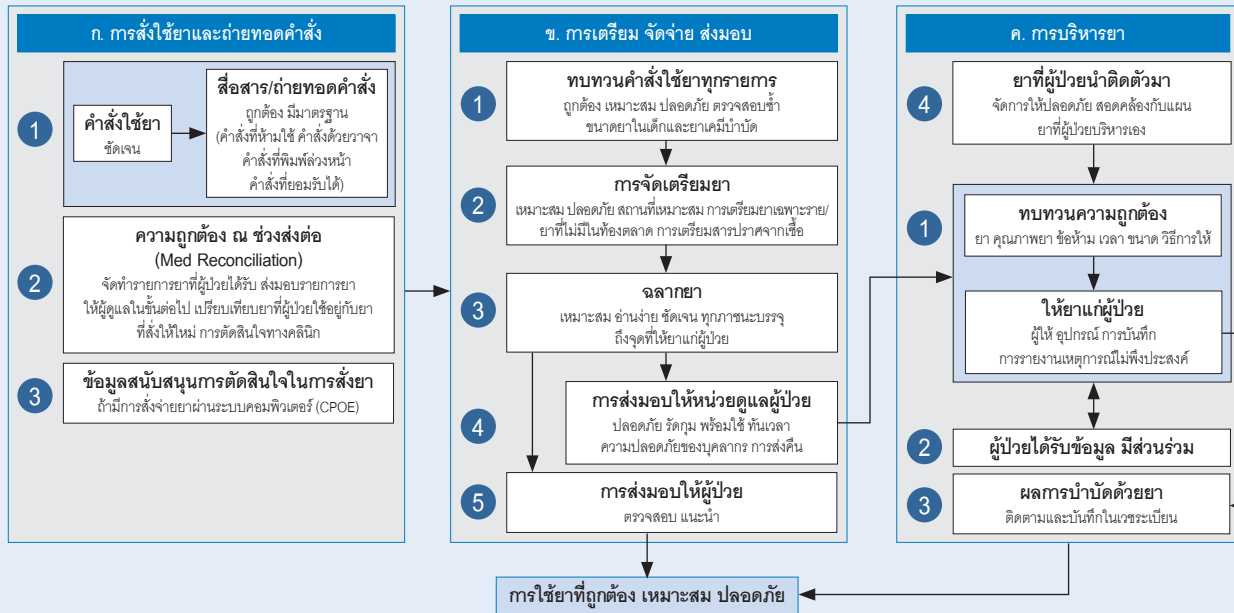 ก. การสั่งใช้ยาและถ่ายทอดคำสั่ง
1
คำสั่งใช้ยา
ชัดเจน
สื่อสาร/ถ่ายทอดคำสั่ง
ถูกต้อง มีมาตรฐาน
(คำสั่งที่ห้ามใช้ คำสั่งด้วยวาจา
คำสั่งที่พิมพ์ล่วงหน้า
คำสั่งที่ยอมรับได้)
2
ความถูกต้อง ณ ช่วงส่งต่อ
(Med Reconciliation)
จัดทำรายการยาที่ผู้ป่วยได้รับ ส่งมอบรายการยา
ให้ผู้ดูแลในขั้นต่อไป เปรียบเทียบยาที่ผู้ป่วยใช้อยู่กับยา
ที่สั่งให้ใหม่ การตัดสินใจทางคลินิก
3
ข้อมูลสนับสนุนการตัดสินใจในการสั่งยา
ถ้ามีการสั่งจ่ายยาผ่านระบบคอมพิวเตอร์ (CPOE)
ข. การเตรียม จัดจ่าย ส่งมอบ
1
ทบทวนคำสั่งใช้ยาทุกรายการ
ถูกต้อง เหมาะสม ปลอดภัย ตรวจสอบซ้ำ
ขนาดยาในเด็กและยาเคมีบำบัด
2
การจัดเตรียมยา
เหมาะสม ปลอดภัย สถานที่เหมาะสม การเตรียมยาเฉพาะราย/
ยาที่ไม่มีในท้องตลาด การเตรียมสารปราศจากเชื้อ
3
ฉลากยา
เหมาะสม อ่านง่าย ชัดเจน ทุกภาชนะบรรจุ
ถึงจุดที่ให้ยาแก่ผู้ป่วย
4
การส่งมอบให้หน่วยดูแลผู้ป่วย
ปลอดภัย รัดกุม พร้อมใช้ ทันเวลา
ความปลอดภัยของบุคลากร การส่งคืน
5
การส่งมอบให้ผู้ป่วย
ตรวจสอบ แนะนำ
ค. การบริหารยา
4
ยาที่ผู้ป่วยนำติดตัวมา
จัดการให้ปลอดภัย สอดคล้องกับแผน
ยาที่ผู้ป่วยบริหารเอง
1
ทบทวนความถูกต้อง
ยา คุณภาพยา ข้อห้าม เวลา ขนาด วิธีการให้
ให้ยาแก่ผู้ป่วย
ผู้ให้ อุปกรณ์ การบันทึก
การรายงานเหตุการณ์ไม่พึงประสงค์
2
ผู้ป่วยได้รับข้อมูล มีส่วนร่วม
3
ผลการบำบัดด้วยยา
ติดตามและบันทึกในเวชระเบียน
การใช้ยาที่ถูกต้อง เหมาะสม ปลอดภัย